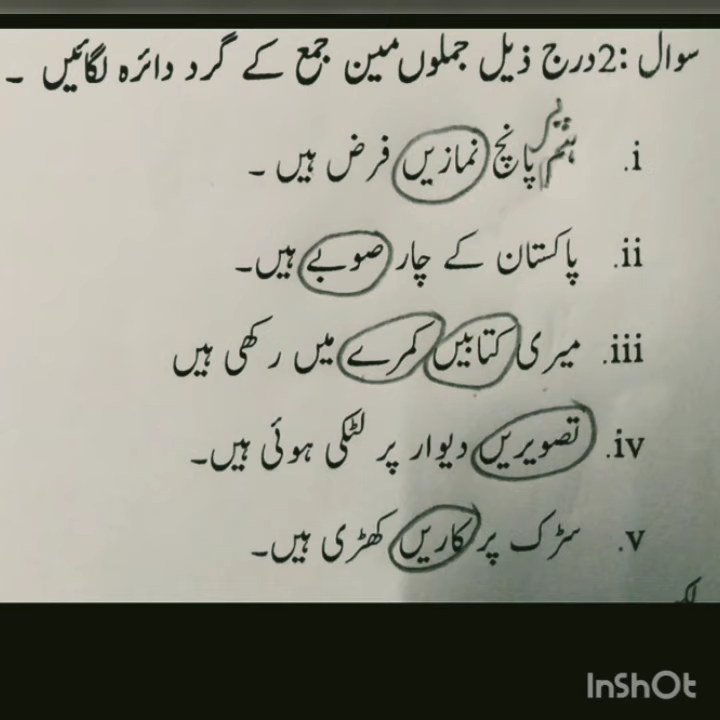 سوال :2درج ذیل جملوں مین جمع کے گرد دائرہ لگائیں ۔
i. ہم پر پانچ نمازیں فرض ہیں ۔
ii. پاکستان کے چار صوبے ہیں۔
iii. میری کتابیں کمرے میں رکھی ہیں
iv. تصویریں دیوار پر لٹکی ہوئی ہیں۔
v. سڑک پر کاریں کھڑی ہیں۔
InShOt